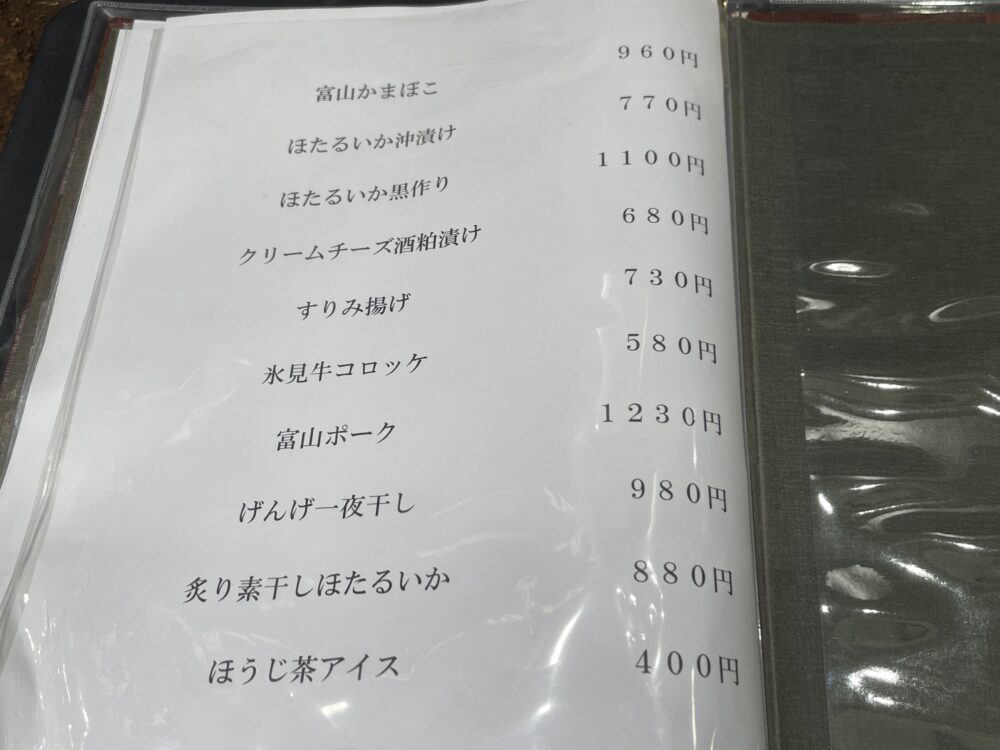 富山かまぼこ ９６０円
ほたるいか沖漬け ７７０円
ほたるいか黒作り １１００円
クリームチーズ酒粕漬け ６８０円
すりみ揚げ ７３０円
氷見牛コロッケ ５８０円
富山ポーク １２３０円
げんげ一夜干し ９８０円
炙り素干しほたるいか ８８０円
ほうじ茶アイス ４００円